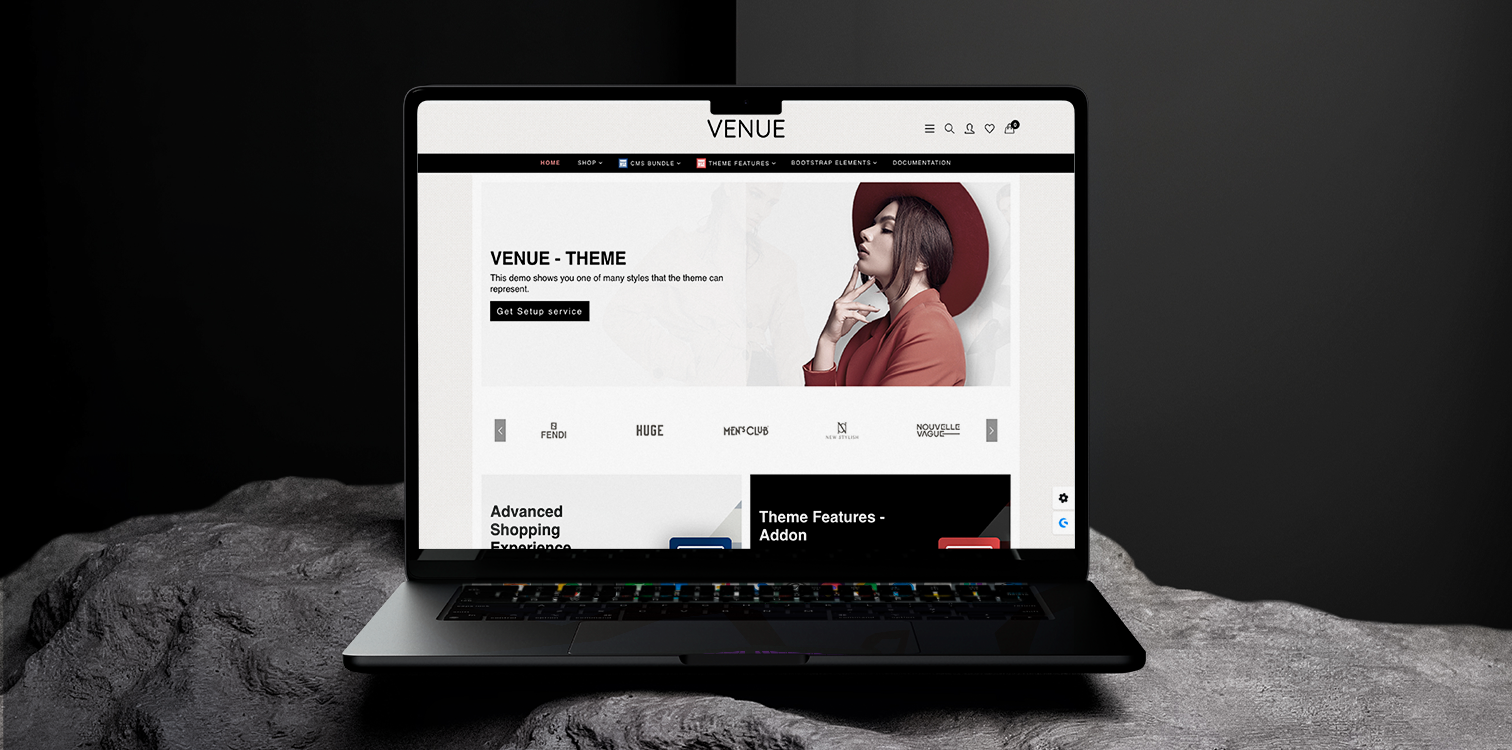 VENUE
0
HOME SHOP CMS BUNDLE THEME FEATURES BOOTSTRAP ELEMENTS DOCUMENTATION
VENUE - THEME
This demo shows you one of many styles that the theme can
represent.
Get Setup service
FENDI HUGE MEN'S CLUB NEW STYLISH NOUVELLE
VAGUE
Advanced
Shopping
Experience
Theme Features -
Addon